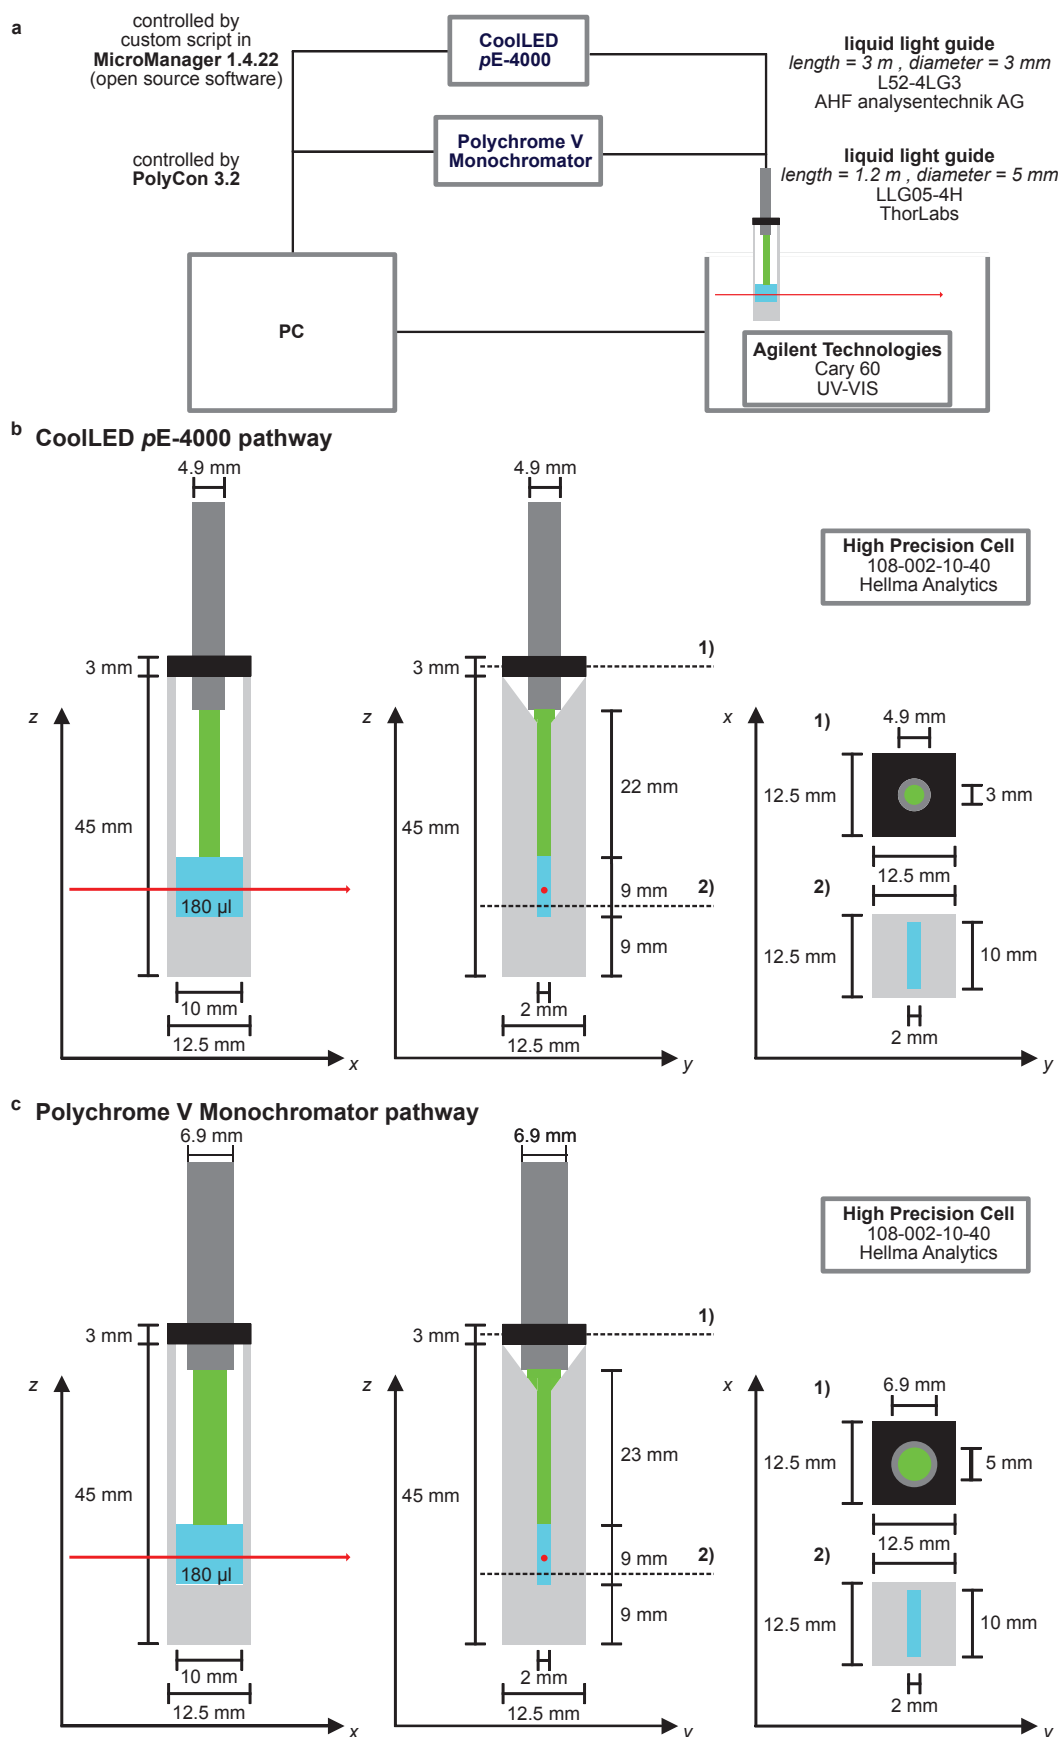 a
controlled by
custom script in
MicroManager 1.4.22
(open source software)
CoolLED
pE-4000
liquid light guide
length = 3 m , diameter = 3 mm
L52-4LG3
AHF analysentechnik AG
controlled by
PolyCon 3.2
Polychrome V
Monochromator
liquid light guide
length = 1.2 m , diameter = 5 mm
LLG05-4H
ThorLabs
PC
Agilent Technologies
Cary 60
UV-VIS
b CoolLED pE-4000 pathway
4.9 mm
4.9 mm
High Precision Cell
108-002-10-40
Hellma Analytics
3 mm
3 mm
1)
z
z
x
1)
4.9 mm
22 mm
12.5 mm
3 mm
45 mm
45 mm
12.5 mm
180 µl
9 mm
2)
2)
9 mm
12.5 mm
10 mm
10 mm
2 mm
2 mm
12.5 mm
12.5 mm
x
y
y
c Polychrome V Monochromator pathway
6.9 mm
6.9 mm
High Precision Cell
108-002-10-40
Hellma Analytics
3 mm
3 mm
1)
z
z
x
1)
6.9 mm
23 mm
12.5 mm
5 mm
45 mm
45 mm
12.5 mm
180 µl
9 mm
2)
2)
9 mm
12.5 mm
10 mm
10 mm
2 mm
2 mm
12.5 mm
12.5 mm
x
y
y